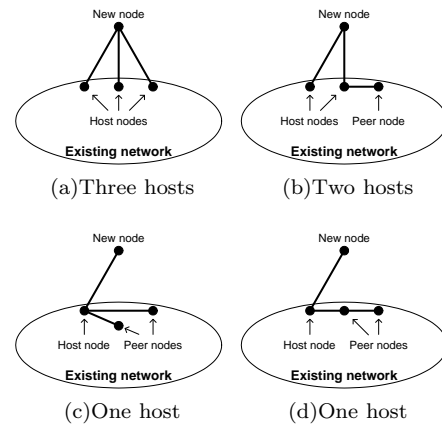 New node
Host nodes
Existing network
(a)Three hosts
New node
Host nodes
Peer node
Existing network
(b)Two hosts
New node
Host node
Peer nodes
Existing network
(c)One host
New node
Host node
Peer nodes
Existing network
(d)One host